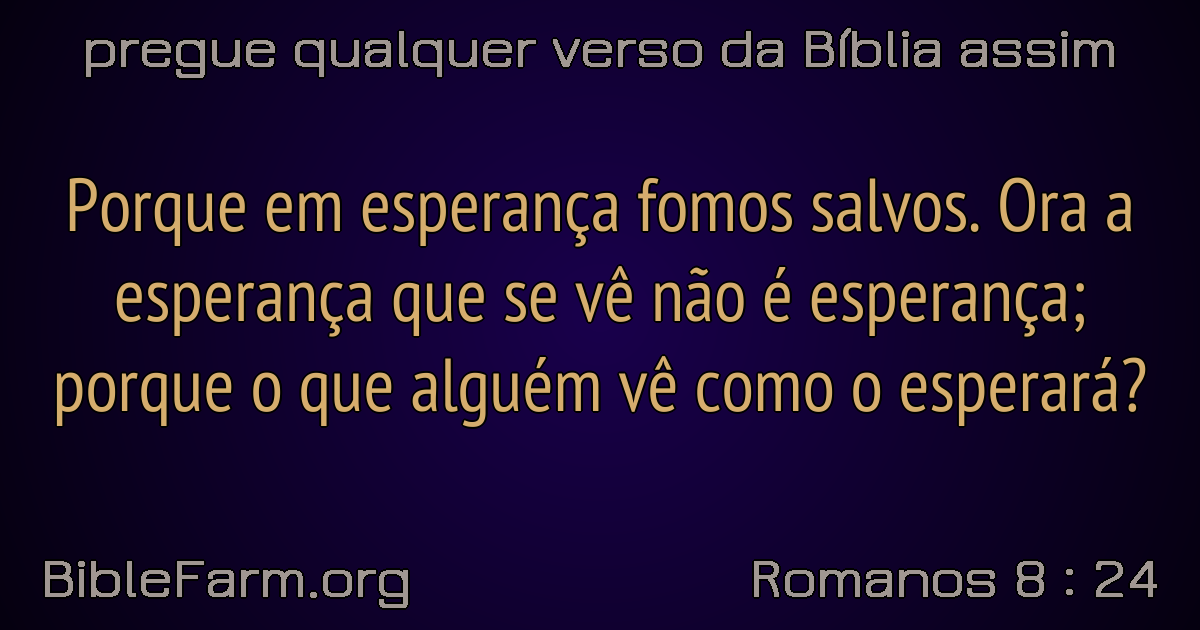 pregue qualquer verso da Bíblia assim
Porque em esperança fomos salvos. Ora a
esperança que se vê não é esperança;
porque o que alguém vê como o esperará?
BibleFarm.org
Romanos 8 : 24